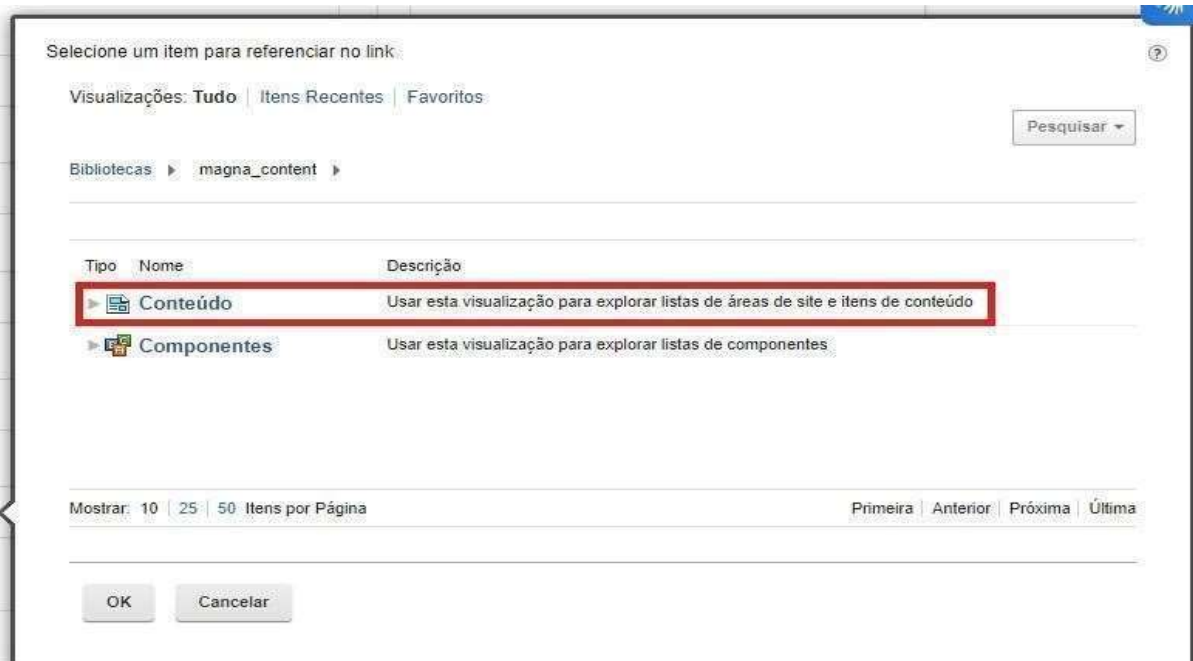 Selecione um item para referenciar no link
Visualizações: Tudo | Itens Recentes | Favoritos
Pesquisar
Bibliotecas magna_content
Tipo Nome Descrição
Conteúdo Usar esta visualização para explorar listas de áreas de site e itens de conteúdo
Componentes Usar esta visualização para explorar listas de componentes
Mostrar: 10 | 25 | 50 Itens por Página Primeira | Anterior | Próxima | Última
OK Cancelar